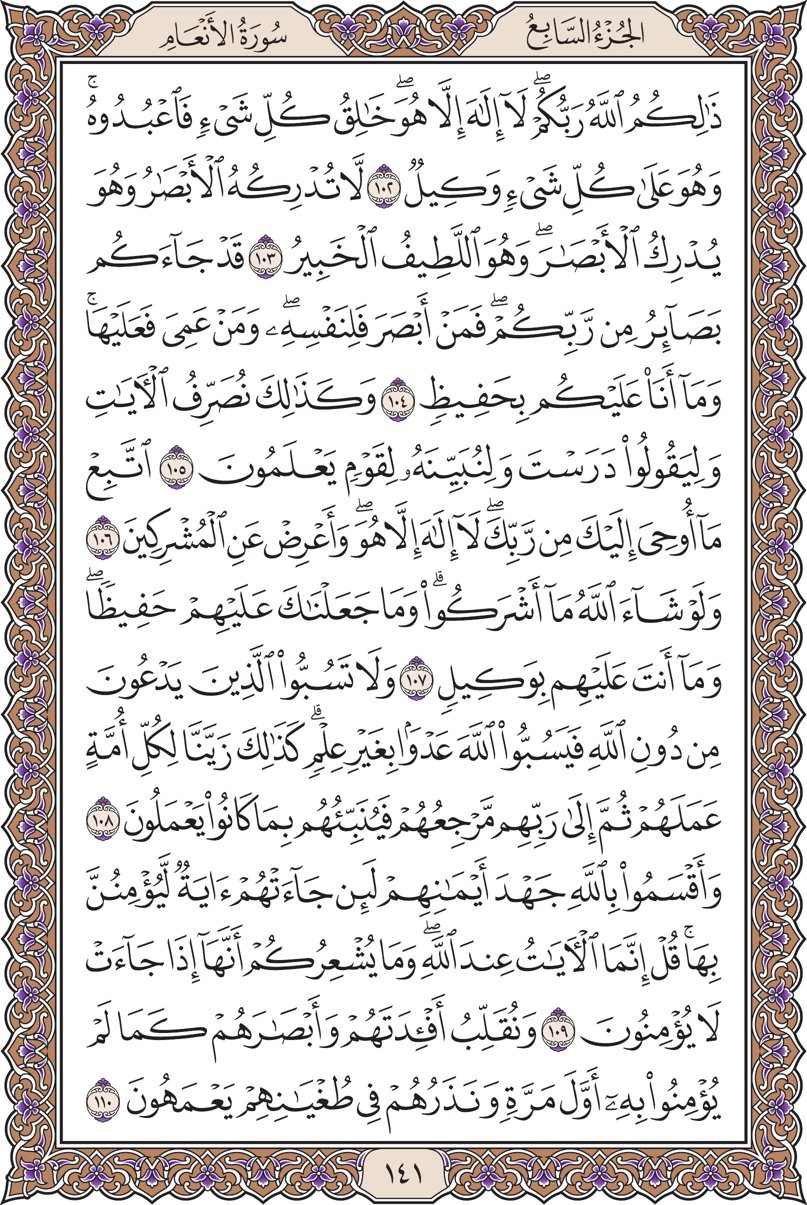 الجُزْءُ السَّابِعُ
سُورَةُ الأَنْعَامِ
ذَٰلِكُمُ ٱللَّهُ رَبُّكُمْۖ لَآ إِلَٰهَ إِلَّا هُوَۖ خَٰلِقُ كُلِّ شَىْءٍ فَٱعْبُدُوهُۚ
وَهُوَ عَلَىٰ كُلِّ شَىْءٍ وَكِيلٌ ١٠٢ لَّا تُدْرِكُهُ ٱلْأَبْصَٰرُ وَهُوَ
يُدْرِكُ ٱلْأَبْصَٰرَۖ وَهُوَ ٱللَّطِيفُ ٱلْخَبِيرُ ١٠٣ قَدْ جَآءَكُم
بَصَآئِرُ مِن رَّبِّكُمْۖ فَمَنْ أَبْصَرَ فَلِنَفْسِهِۦۖ وَمَنْ عَمِىَ فَعَلَيْهَاۚ
وَمَآ أَنَا۠ عَلَيْكُم بِحَفِيظٍ ١٠٤ وَكَذَٰلِكَ نُصَرِّفُ ٱلْءَايَٰتِ
وَلِيَقُولُوا۟ دَرَسْتَ وَلِنُبَيِّنَهُۥ لِقَوْمٍ يَعْلَمُونَ ١٠٥ ٱتَّبِعْ
مَآ أُوحِىَ إِلَيْكَ مِن رَّبِّكَۖ لَآ إِلَٰهَ إِلَّا هُوَۖ وَأَعْرِضْ عَنِ ٱلْمُشْرِكِينَ ١٠٦
وَلَوْ شَآءَ ٱللَّهُ مَآ أَشْرَكُوا۟ۗ وَمَا جَعَلْنَٰكَ عَلَيْهِمْ حَفِيظًاۖ
وَمَآ أَنتَ عَلَيْهِم بِوَكِيلٍ ١٠٧ وَلَا تَسُبُّوا۟ ٱلَّذِينَ يَدْعُونَ
مِن دُونِ ٱللَّهِ فَيَسُبُّوا۟ ٱللَّهَ عَدْوًۢا بِغَيْرِ عِلْمٍۗ كَذَٰلِكَ زَيَّنَّا لِكُلِّ أُمَّةٍ
عَمَلَهُمْ ثُمَّ إِلَىٰ رَبِّهِم مَّرْجِعُهُمْ فَيُنَبِّئُهُم بِمَا كَانُوا۟ يَعْمَلُونَ ١٠٨
وَأَقْسَمُوا۟ بِٱللَّهِ جَهْدَ أَيْمَٰنِهِمْ لَئِن جَآءَتْهُمْ ءَايَةٌ لَّيُؤْمِنُنَّ
بِهَاۚ قُلْ إِنَّمَا ٱلْءَايَٰتُ عِندَ ٱللَّهِۖ وَمَا يُشْعِرُكُمْ أَنَّهَآ إِذَا جَآءَتْ
لَا يُؤْمِنُونَ ١٠٩ وَنُقَلِّبُ أَفْـِٔدَتَهُمْ وَأَبْصَٰرَهُمْ كَمَا لَمْ
يُؤْمِنُوا۟ بِهِۦٓ أَوَّلَ مَرَّةٍ وَنَذَرُهُمْ فِى طُغْيَٰنِهِمْ يَعْمَهُونَ ١١٠
١٤١